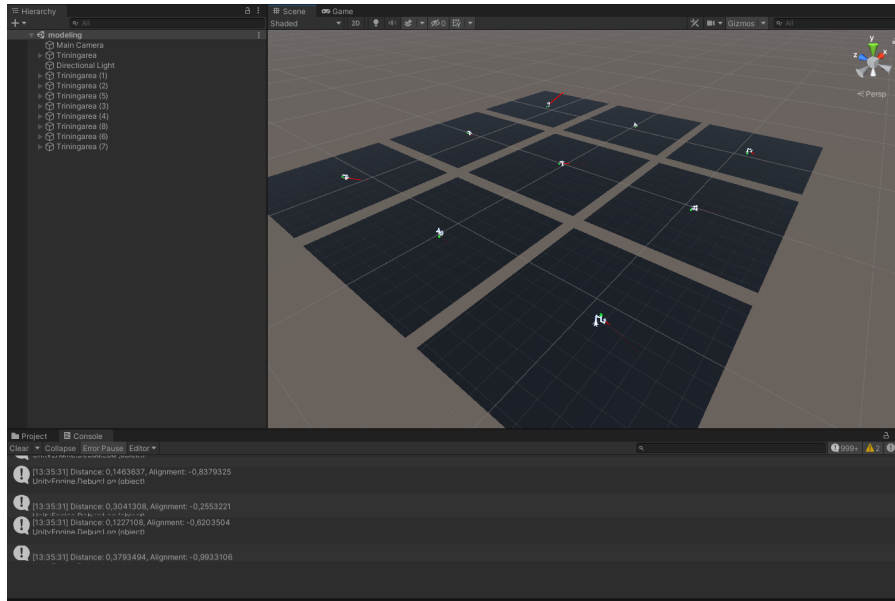 Hierarchy
All
modeling
Main Camera
Triningarea
Directional Light
Triningarea (1)
Triningarea (2)
Triningarea (5)
Triningarea (3)
Triningarea (4)
Triningarea (8)
Triningarea (6)
Triningarea (7)
Scene Game
Shaded 2D 0 Gizmos All
y
z x
Persp
Project Console
Clear Collapse Error Pause Editor 999+ 2
[13:35:31] Distance: 0,1463637, Alignment: -0,8379325
UnityEngine.Debug:Log (object)
[13:35:31] Distance: 0,3041308, Alignment: -0,2553221
[13:35:31] Distance: 0,1227108, Alignment: -0,6203504
UnityEngine.Debug:Log (object)
[13:35:31] Distance: 0,3793494, Alignment: -0,9933106